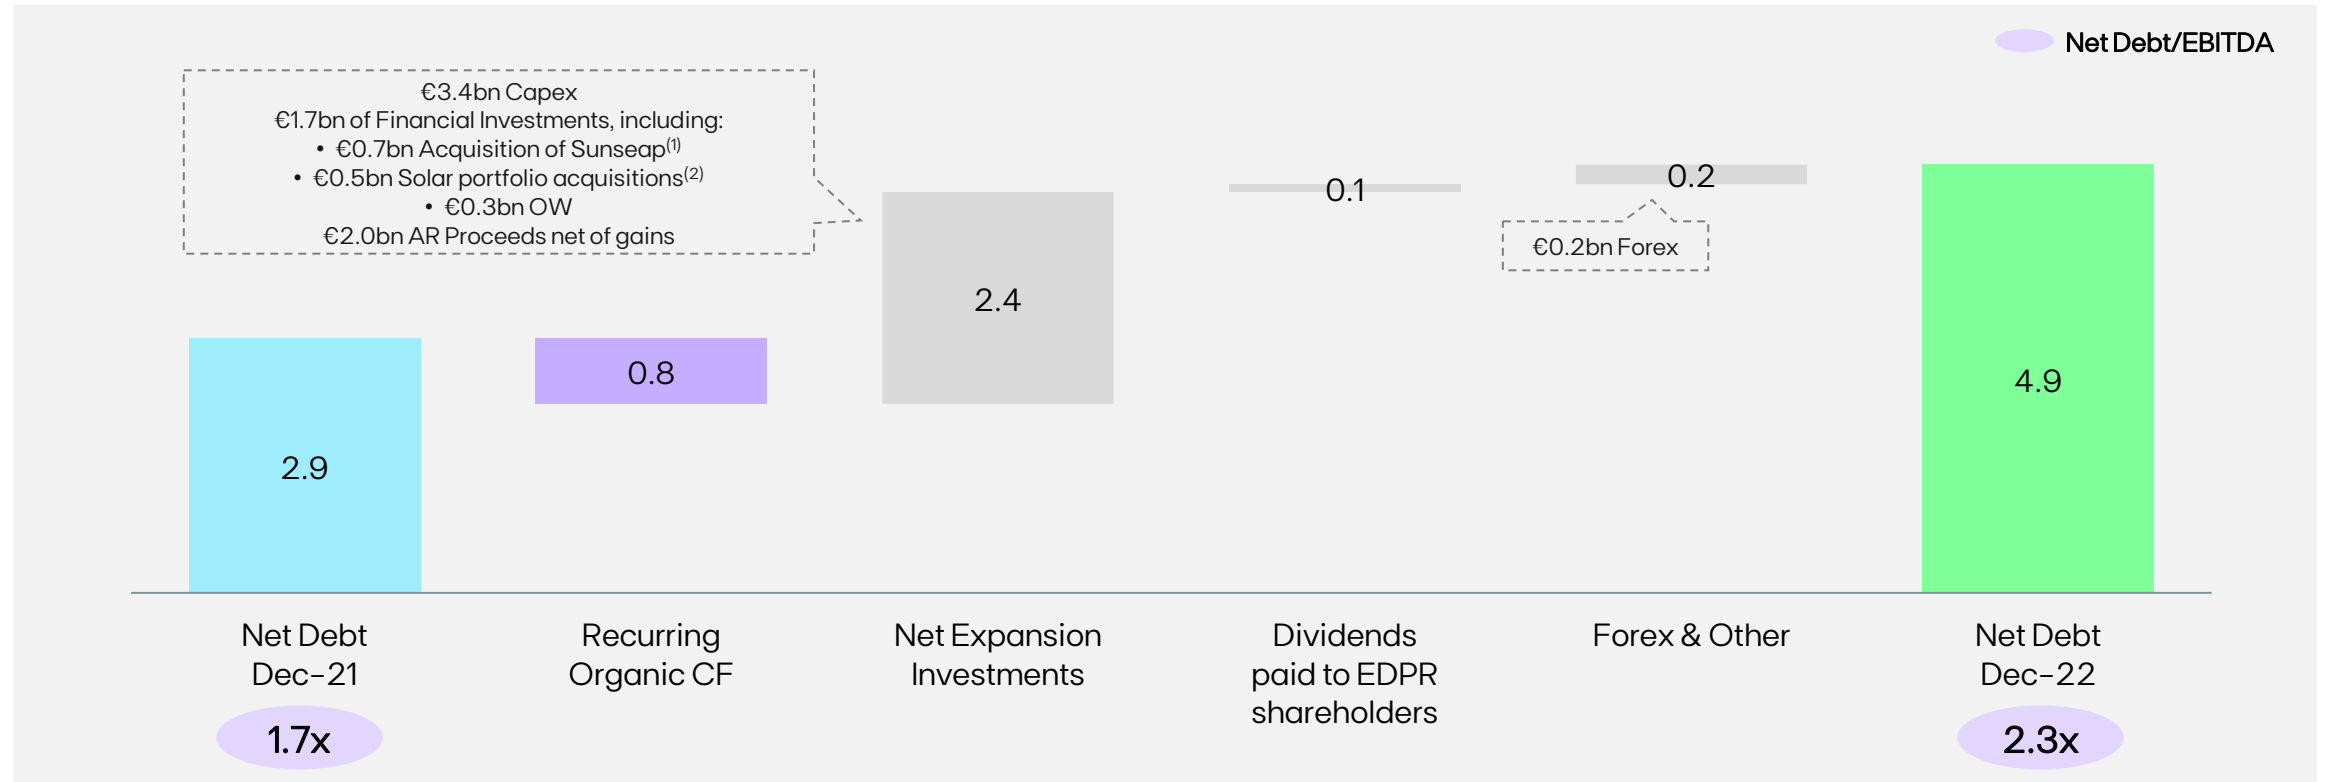 Net Debt/EBITDA
€3.4bn Capex
€1.7bn of Financial Investments, including:
• €0.7bn Acquisition of Sunseap(1)
• €0.5bn Solar portfolio acquisitions(2)
• €0.3bn OW
€2.0bn AR Proceeds net of gains
2.9
0.8
2.4
0.1
0.2
€0.2bn Forex
4.9
Net Debt
Dec-21
Recurring
Organic CF
Net Expansion
Investments
Dividends
paid to EDPR
shareholders
Forex & Other
Net Debt
Dec-22
1.7x
2.3x